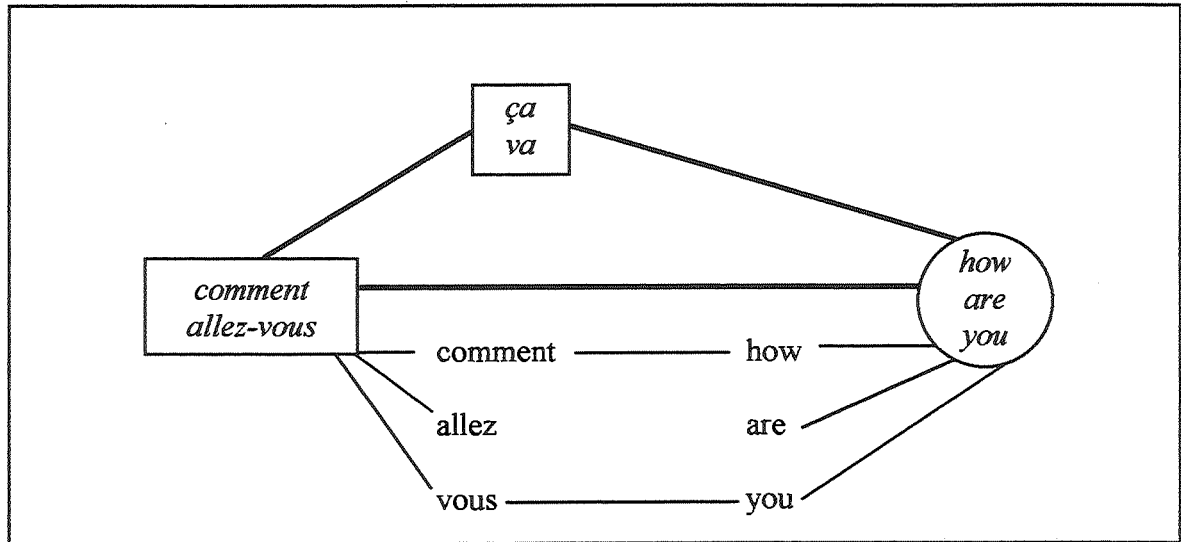 ça
va
comment
allez-vous
how
are
you
comment how
allez are
vous you